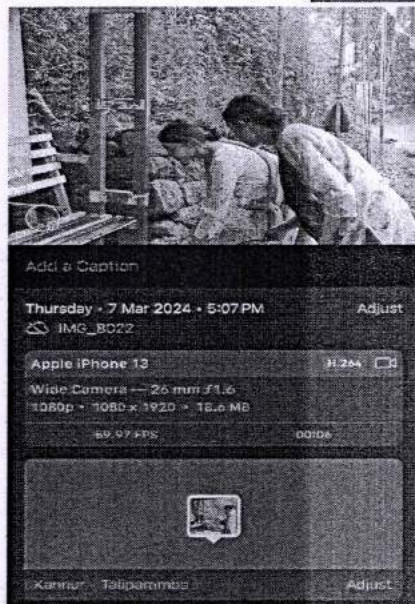 Add a Caption
Thursday • 7 Mar 2024 • 5:07 PM Adjust
IMG_8022
Apple iPhone 13 H.264
Wide Camera — 26 mm ƒ1.6
1080p • 1080 x 1920 • 18.6 MB
59.97 FPS 00:06
Kannur - Taliparamba Adjust